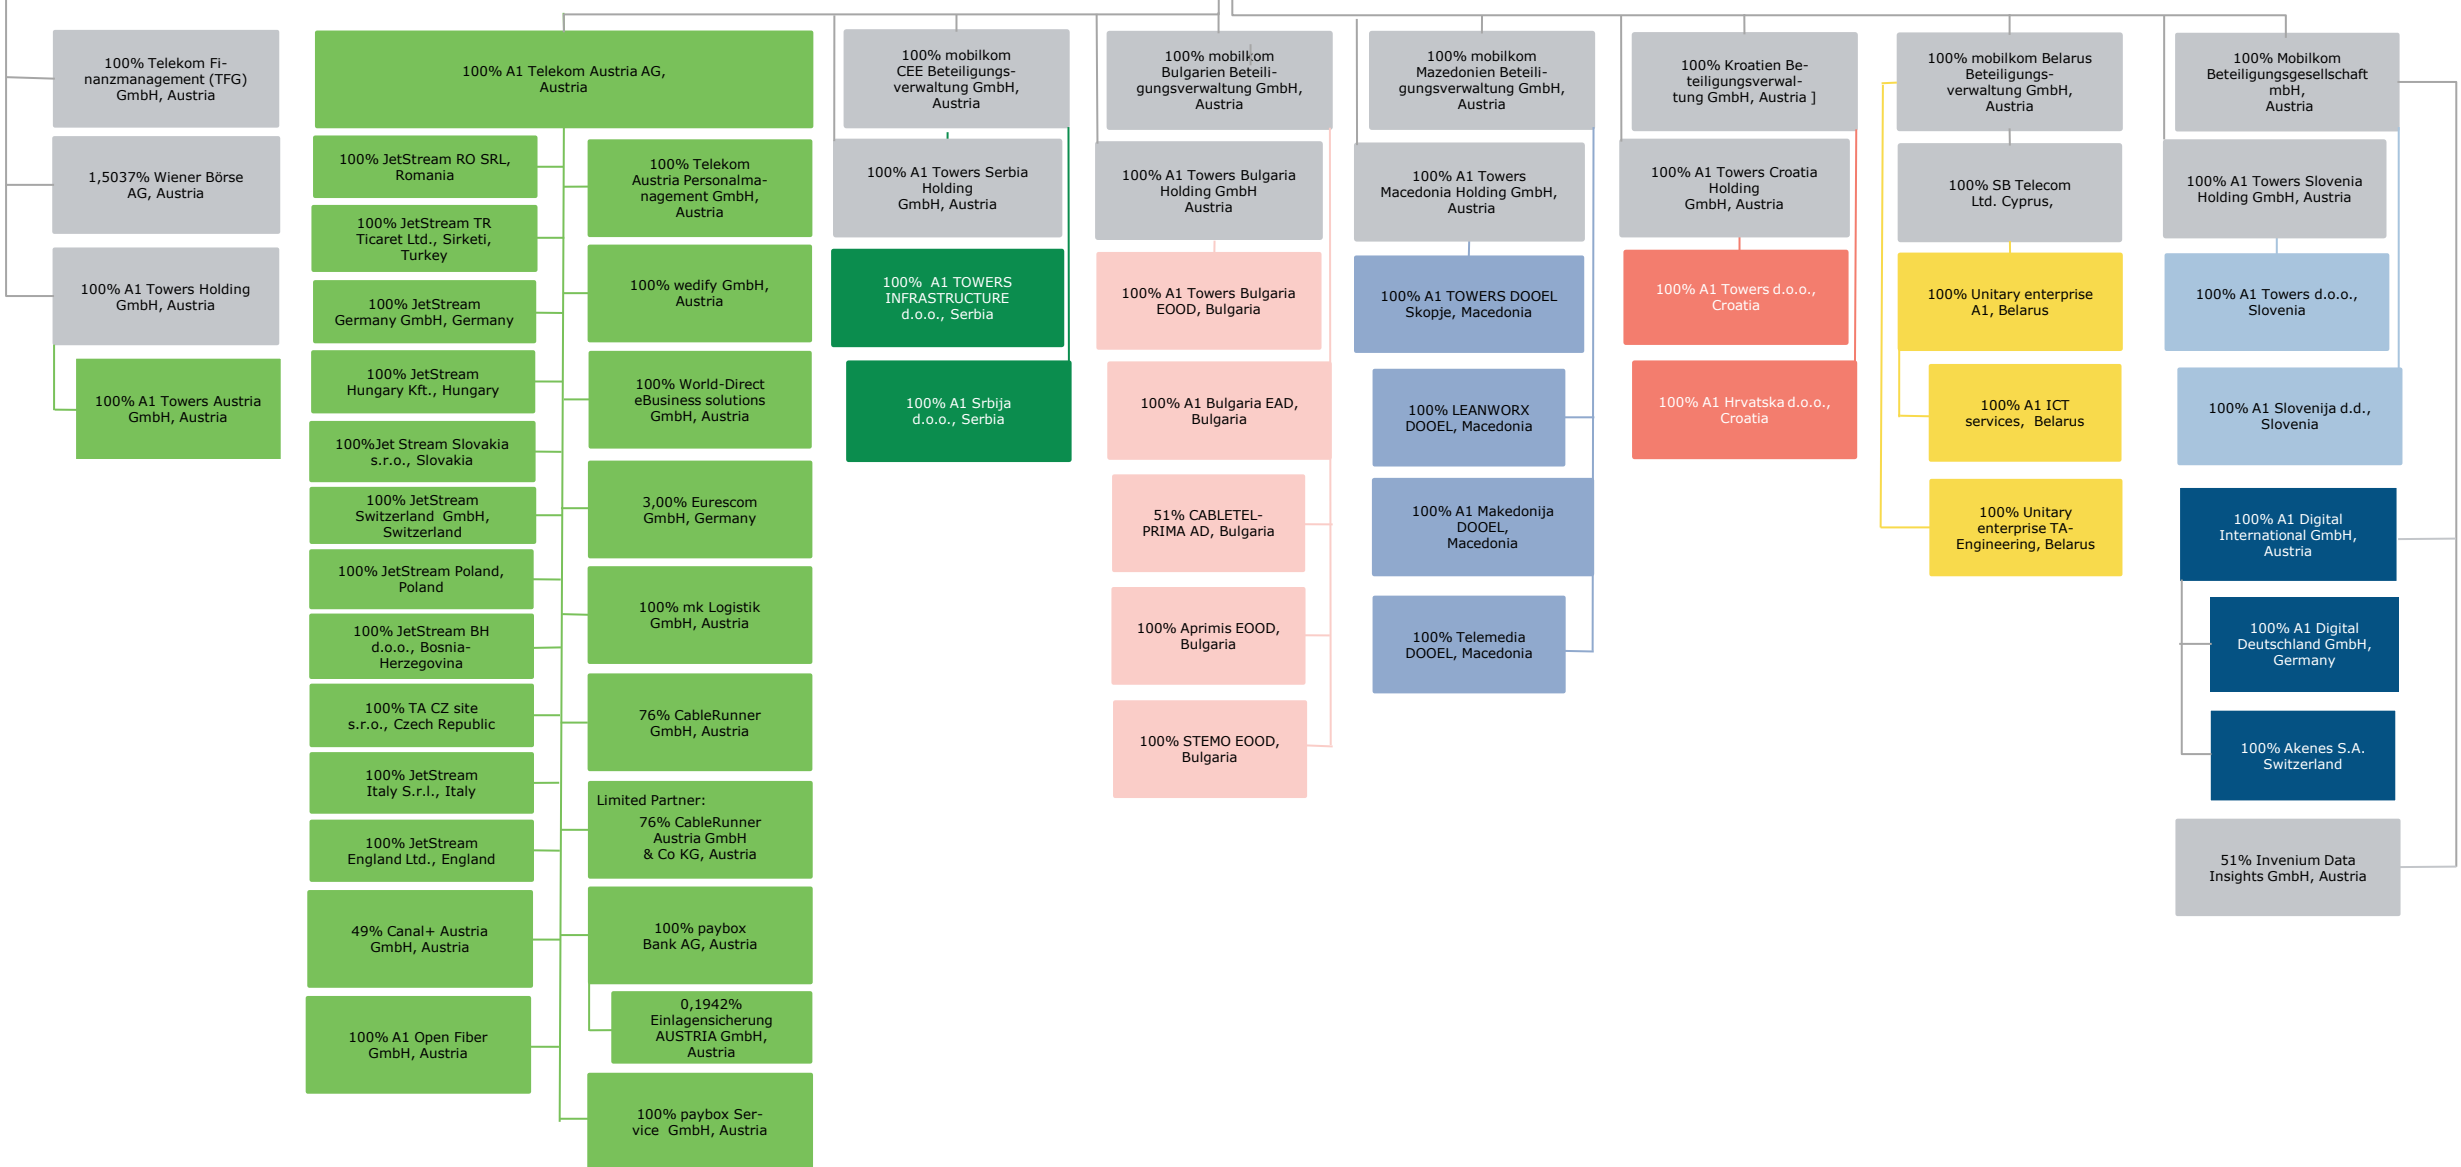 100% Telekom Fi-
nanzmanagement (TFG)
GmbH, Austria
1,5037% Wiener Börse
AG, Austria
100% A1 Towers Holding
GmbH, Austria
100% A1 Towers Austria
GmbH, Austria
100% A1 Telekom Austria AG,
Austria
100% JetStream RO SRL,
Romania
100% JetStream TR
Ticaret Ltd., Sirketi,
Turkey
100% JetStream
Germany GmbH, Germany
100% JetStream
Hungary Kft., Hungary
100%Jet Stream Slovakia
s.r.o., Slovakia
100% JetStream
Switzerland  GmbH,
Switzerland
100% JetStream Poland,
Poland
100% JetStream BH
d.o.o., Bosnia-
Herzegovina
100% TA CZ site
s.r.o., Czech Republic
100% JetStream
Italy S.r.l., Italy
100% JetStream
England Ltd., England
49% Canal+ Austria
GmbH, Austria
100% A1 Open Fiber
GmbH, Austria
100% Telekom
Austria Personalma-
nagement GmbH,
Austria
100% wedify GmbH,
Austria
100% World-Direct
eBusiness solutions
GmbH, Austria
3,00% Eurescom
GmbH, Germany
100% mk Logistik
GmbH, Austria
76% CableRunner
GmbH, Austria
Limited Partner:
76% CableRunner
Austria GmbH
& Co KG, Austria
100% paybox
Bank AG, Austria
0,1942%
Einlagensicherung
AUSTRIA GmbH,
Austria
100% paybox Ser-
vice  GmbH, Austria
100% mobilkom
CEE Beteiligungs-
verwaltung GmbH,
Austria
100% A1 Towers Serbia
Holding
GmbH, Austria
100%  A1 TOWERS
INFRASTRUCTURE
d.o.o., Serbia
100% A1 Srbija
d.o.o., Serbia
100% mobilkom
Bulgarien Beteili-
gungsverwaltung GmbH,
Austria
100% A1 Towers Bulgaria
Holding GmbH
Austria
100% A1 Towers Bulgaria
EOOD, Bulgaria
100% A1 Bulgaria EAD,
Bulgaria
51% CABLETEL-
PRIMA AD, Bulgaria
100% Aprimis EOOD,
Bulgaria
100% STEMO EOOD,
Bulgaria
100% mobilkom
Mazedonien Beteili-
gungsverwaltung GmbH,
Austria
100% A1 Towers
Macedonia Holding GmbH,
Austria
100% A1 TOWERS DOOEL
Skopje, Macedonia
100% LEANWORX
DOOEL, Macedonia
100% A1 Makedonija
DOOEL,
Macedonia
100% Telemedia
DOOEL, Macedonia
100% Kroatien Be-
teiligungsverwal-
tung GmbH, Austria ]
100% A1 Towers Croatia
Holding
GmbH, Austria
100% A1 Towers d.o.o.,
Croatia
100% A1 Hrvatska d.o.o.,
Croatia
100% mobilkom Belarus
Beteiligungs-
verwaltung GmbH,
Austria
100% SB Telecom
Ltd. Cyprus,
100% Unitary enterprise
A1, Belarus
100% A1 ICT
services,  Belarus
100% Unitary
enterprise TA-
Engineering, Belarus
100% Mobilkom
Beteiligungsgesellschaft
mbH,
Austria
100% A1 Towers Slovenia
Holding GmbH, Austria
100% A1 Towers d.o.o.,
Slovenia
100% A1 Slovenija d.d.,
Slovenia
100% A1 Digital
International GmbH,
Austria
100% A1 Digital
Deutschland GmbH,
Germany
100% Akenes S.A.
Switzerland
51% Invenium Data
Insights GmbH, Austria